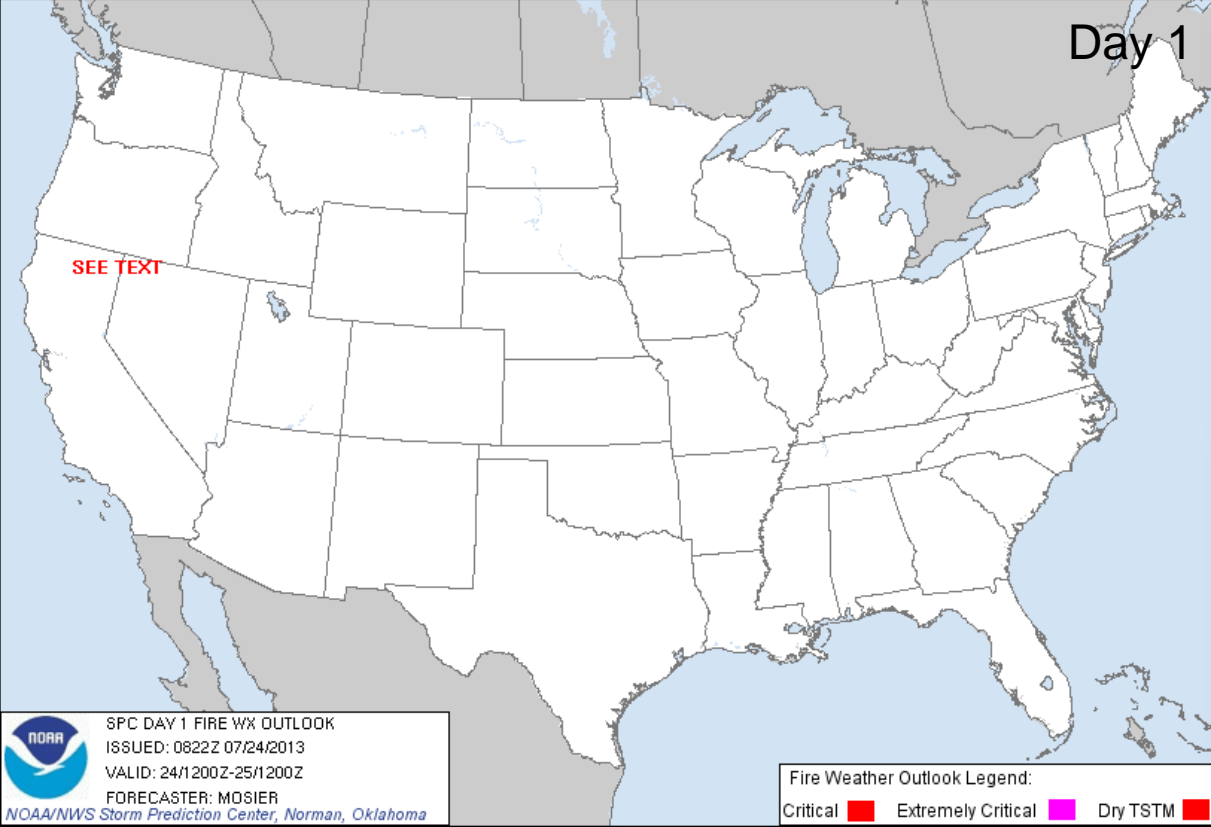 Day 1
SEE TEXT
NOAA
SPC DAY 1 FIRE WX OUTLOOK
ISSUED: 0822Z 07/24/2013
VALID: 24/1200Z-25/1200Z
FORECASTER: MOSIER
NOAA/NWS Storm Prediction Center, Norman, Oklahoma
Fire Weather Outlook Legend:
Critical Extremely Critical Dry TSTM